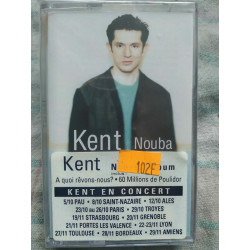 Kent Nouba
Kent N um
102F
A quoi rêvons-nous? • 60 Millions de Poulidor
KENT EN CONCERT
5/10 PAU • 9/10 SAINT-NAZAIRE • 12/10 ALES
23/10 au 26/10 PARIS • 29/10 TROYES
15/11 STRASBOURG • 20/11 GRENOBLE
21/11 PORTES LES VALENCE • 22-23/11 LYON
27/11 TOULOUSE • 28/11 BORDEAUX • 29/11 AMIENS